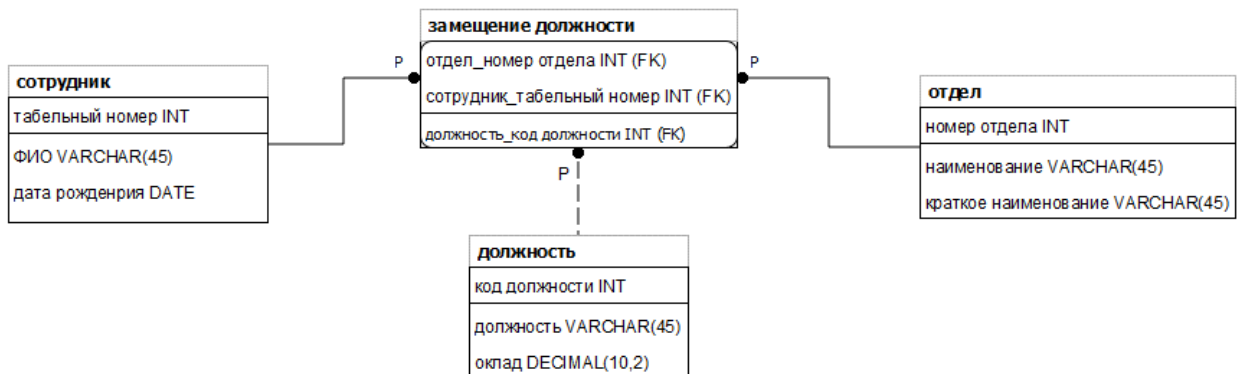 замещение должности
P
отдел_номер отдела INT (FK)
P
сотрудник_табельный номер INT (FK)
должность_код должности INT (FK)
P
сотрудник
табельный номер INT
ФИО VARCHAR(45)
дата рожденрия DATE
отдел
номер отдела INT
наименование VARCHAR(45)
краткое наименование VARCHAR(45)
должность
код должности INT
должность VARCHAR(45)
оклад DECIMAL(10,2)